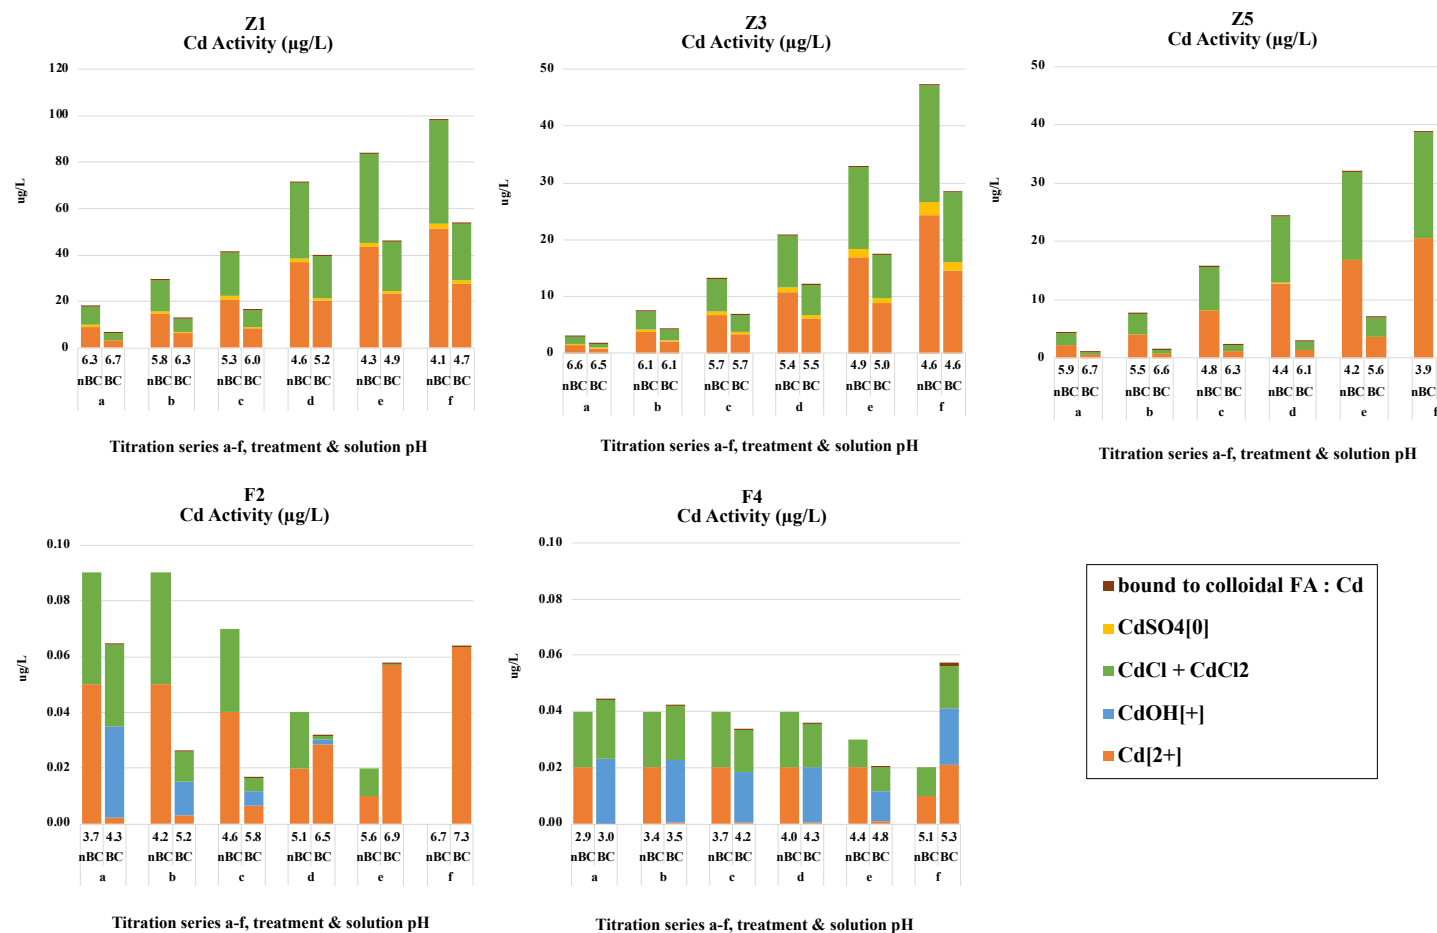 Z1
Cd Activity (µg/L)
120
100
80
60
40
20
0
ug/L
6.3 6.7 5.8 6.3 5.3 6.0 4.6 5.2 4.3 4.9 4.1 4.7
nBC BC nBC BC nBC BC nBC BC nBC BC nBC BC
a b c d e f
Titration series a-f, treatment & solution pH
Z3
Cd Activity (µg/L)
50
40
30
20
10
0
ug/L
6.6 6.5 6.1 6.1 5.7 5.7 5.4 5.5 4.9 5.0 4.6 4.6
nBC BC nBC BC nBC BC nBC BC nBC BC nBC BC
a b c d e f
Titration series a-f, treatment & solution pH
Z5
Cd Activity (µg/L)
50
40
30
20
10
0
ug/L
5.9 6.7 5.5 6.6 4.8 6.3 4.4 6.1 4.2 5.6 3.9
nBC BC nBC BC nBC BC nBC BC nBC BC nBC
a b c d e f
Titration series a-f, treatment & solution pH
F2
Cd Activity (µg/L)
0.10
0.08
0.06
0.04
0.02
0.00
ug/L
3.7 4.3 4.2 5.2 4.6 5.8 5.1 6.5 5.6 6.9 6.7 7.3
nBC BC nBC BC nBC BC nBC BC nBC BC nBC BC
a b c d e f
Titration series a-f, treatment & solution pH
F4
Cd Activity (µg/L)
0.10
0.08
0.06
0.04
0.02
0.00
ug/L
2.9 3.0 3.4 3.5 3.7 4.2 4.0 4.3 4.4 4.8 5.1 5.3
nBC BC nBC BC nBC BC nBC BC nBC BC nBC BC
a b c d e f
Titration series a-f, treatment & solution pH
bound to colloidal FA : Cd
CdSO4[0]
CdCl + CdCl2
CdOH[+]
Cd[2+]